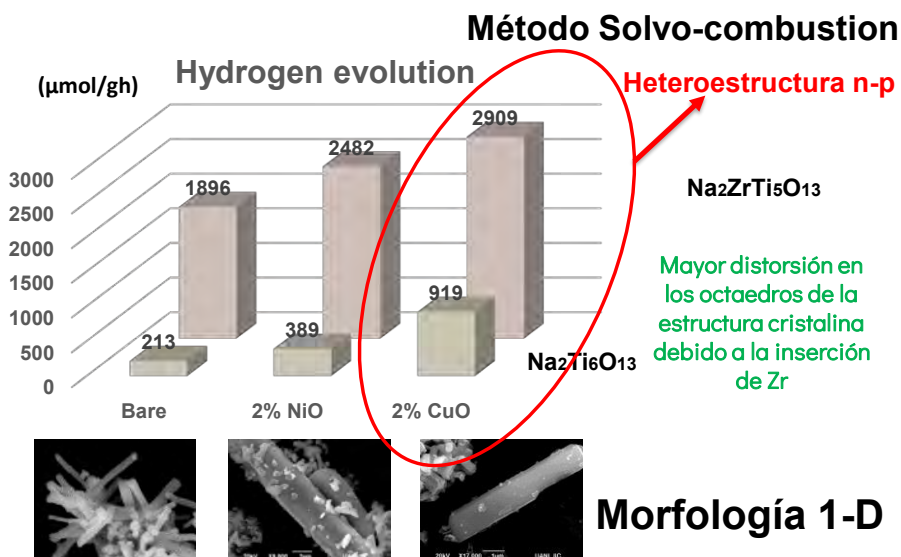 Método Solvo-combustion
(µmol/gh)
Hydrogen evolution
Heteroestructura n-p
2909
2482
1896
3000
2500
2000
1500
1000
500
0
Na2ZrTi5O13
Mayor distorsión en
los octaedros de la
estructura cristalina
debido a la inserción
de Zr
919
389
213
Na2Ti6O13
Bare
2% NiO
2% CuO
Morfología 1-D